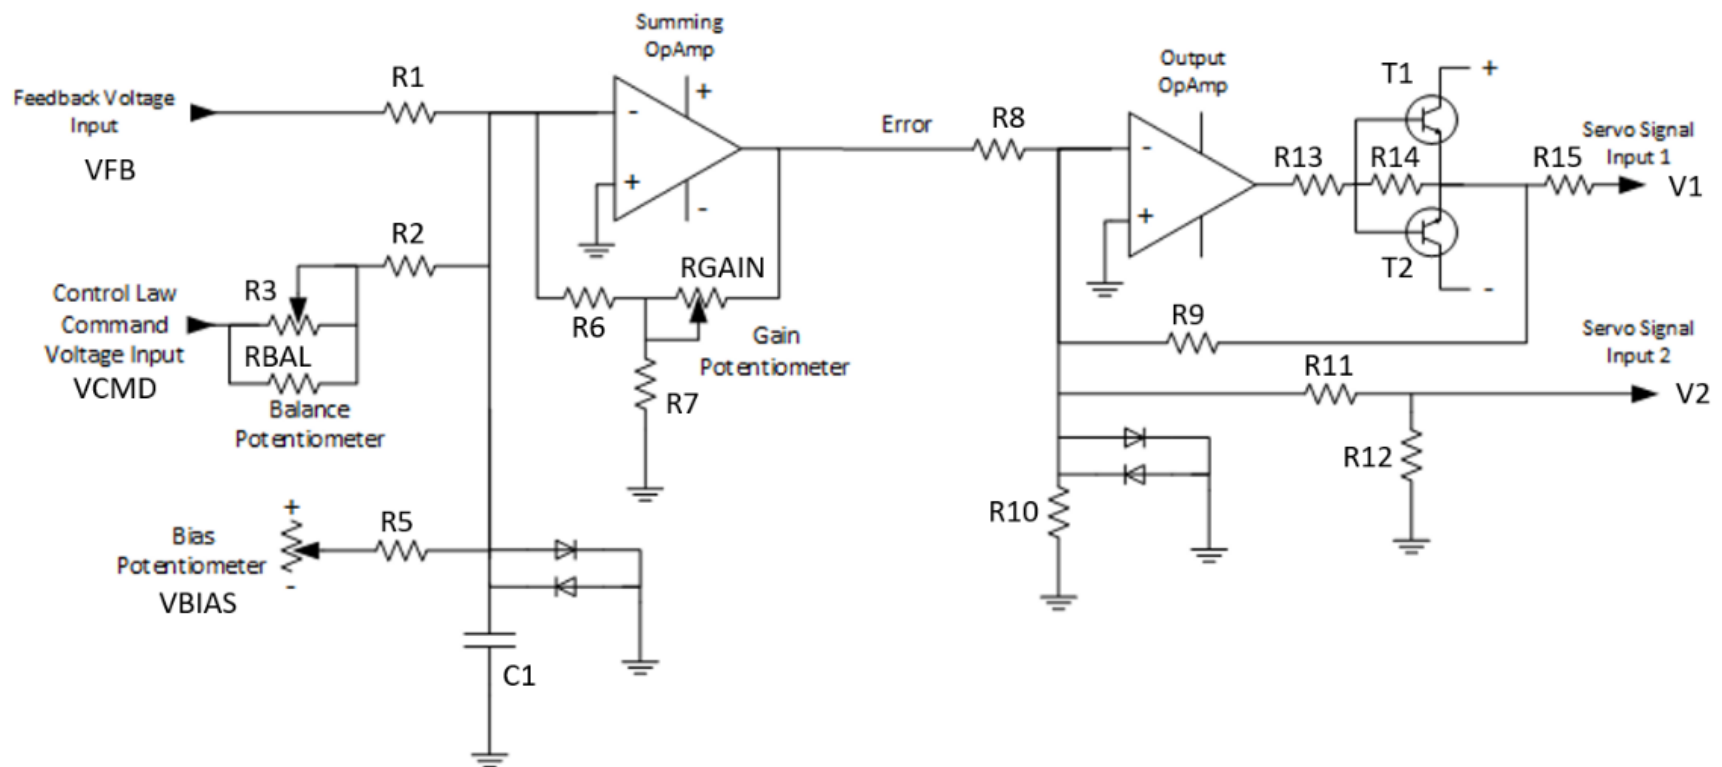 Summing
OpAmp
R1
Feedback Voltage
Input
VFB
+
-
+
-
Error
R8
Output
OpAmp
-
+
T1
+
R13
R14
R15
Servo Signal
Input 1
V1
T2
-
R2
R3
Control Law
Command
Voltage Input
VCMD
RBAL
Balance
Potentiometer
RGAIN
R6
Gain
Potentiometer
R7
R9
Servo Signal
Input 2
R11
V2
R12
R10
+
Bias
Potentiometer
-
VBIAS
R5
C1